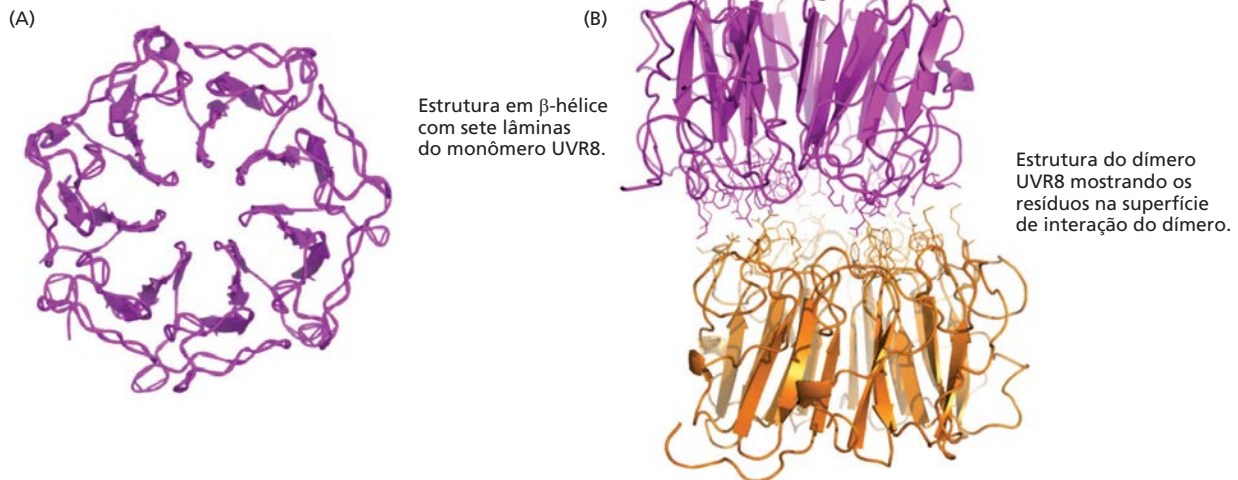 (A)
Estrutura em β-hélice
com sete lâminas
do monômero UVR8.
(B)
Estrutura do dímero
UVR8 mostrando os
resíduos na superfície
de interação do dímero.